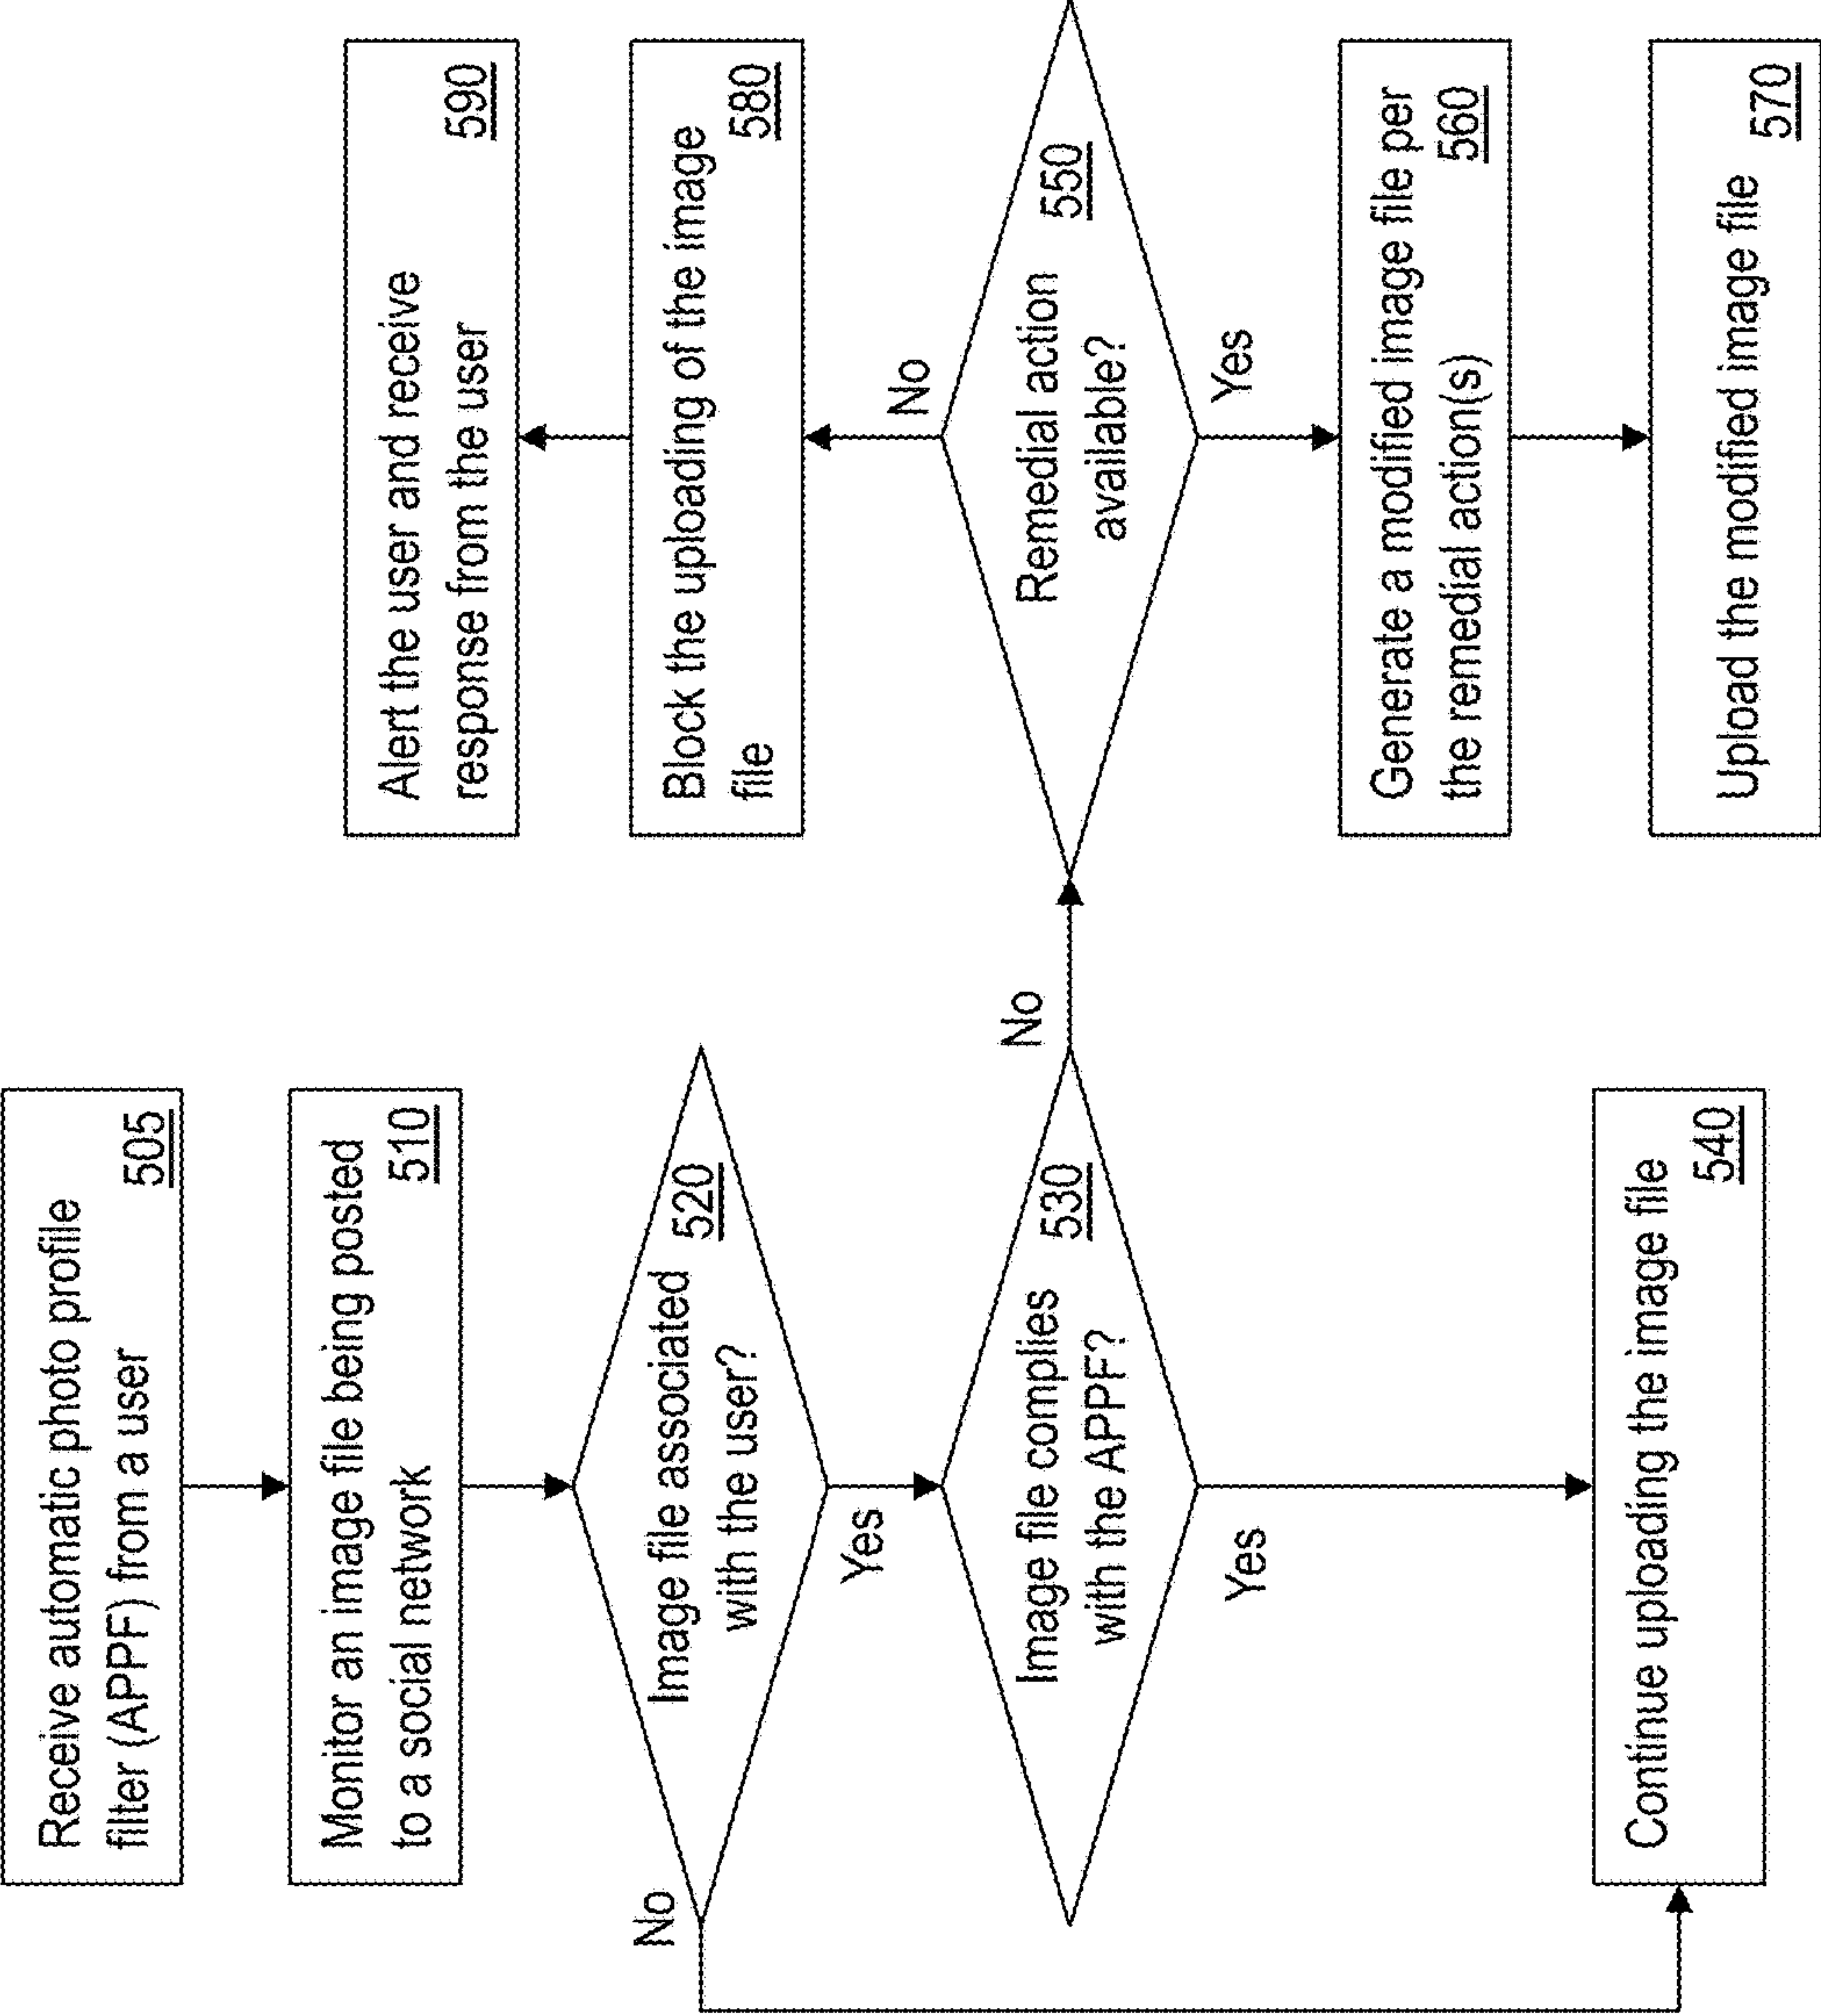 Receive automatic photo profile
filter (APPF) from a user 505
Monitor an image file being posted
to a social network 510
Image file associated
with the user?
520
No
Yes
Image file complies
with the APPF?
530
No
Yes
Continue uploading the image file
540
Alert the user and receive
response from the user 590
Block the uploading of the image
file 580
No
Remedial action
available?
550
Yes
Generate a modified image file per
the remedial action(s) 560
Upload the modified image file
570